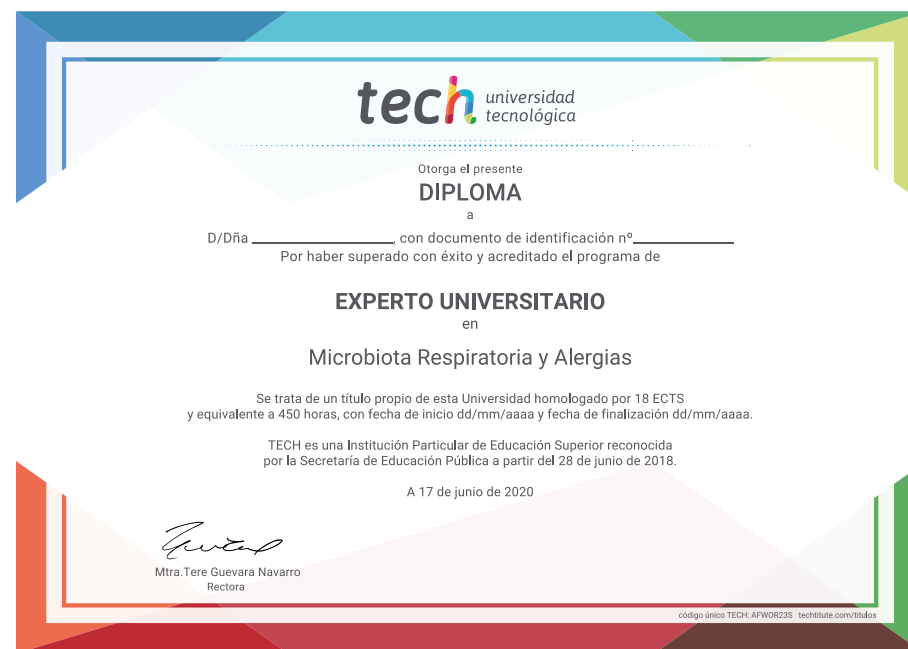 tech universidad
tecnológica
Otorga el presente
DIPLOMA
a
D/Dña ____________________, con documento de identificación nº______________
Por haber superado con éxito y acreditado el programa de
EXPERTO UNIVERSITARIO
en
Microbiota Respiratoria y Alergias
Se trata de un título propio de esta Universidad homologado por 18 ECTS
y equivalente a 450 horas, con fecha de inicio dd/mm/aaaa y fecha de finalización dd/mm/aaaa.
TECH es una Institución Particular de Educación Superior reconocida
por la Secretaría de Educación Pública a partir del 28 de junio de 2018.
A 17 de junio de 2020
Mtra.Tere Guevara Navarro
Rectora
código único TECH: AFWOR23S techtitute.com/titulos